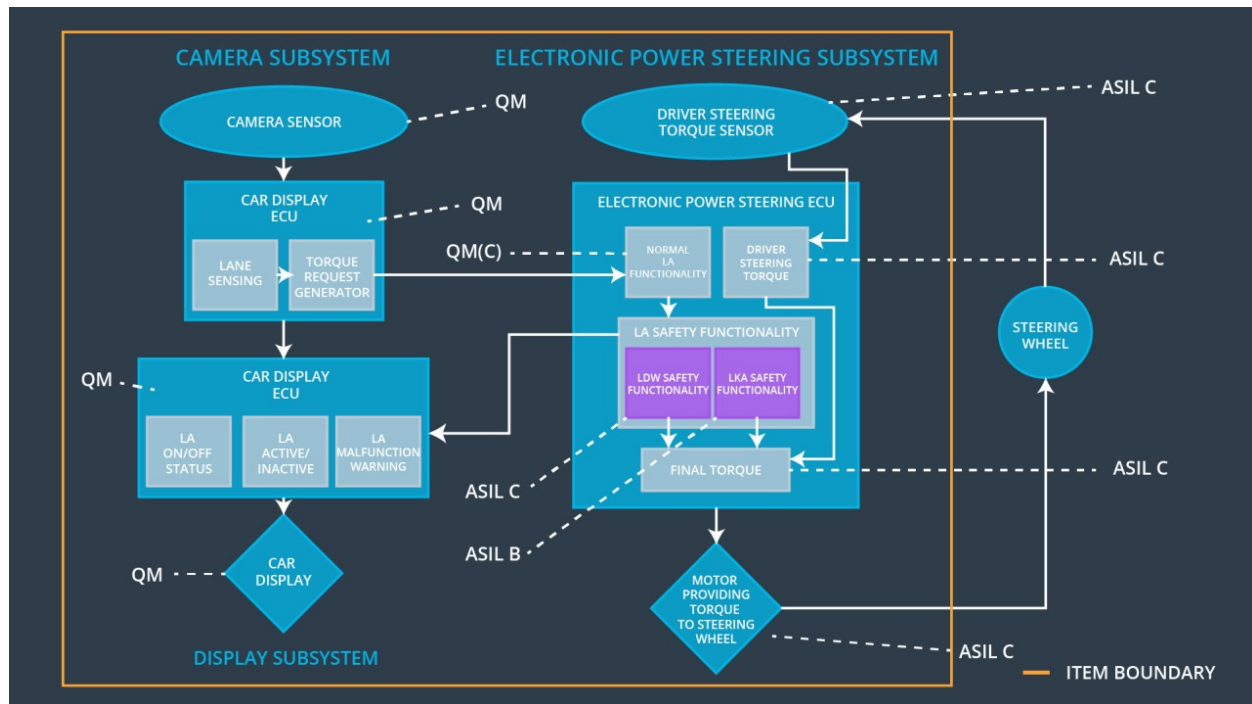 CAMERA SUBSYSTEM
ELECTRONIC POWER STEERING SUBSYSTEM
CAMERA SENSOR
QM
DRIVER STEERING
TORQUE SENSOR
ASIL C
CAR DISPLAY
ECU
QM
LANE
SENSING
TORQUE
REQUEST
GENERATOR
ELECTRONIC POWER STEERING ECU
QM(C)
NORMAL
LA
FUNCTIONALITY
DRIVER
STEERING
TORQUE
ASIL C
LA SAFETY FUNCTIONALITY
LDW SAFETY
FUNCTIONALITY
LKA SAFETY
FUNCTIONALITY
STEERING
WHEEL
QM
CAR DISPLAY
ECU
LA
ON/OFF
STATUS
LA
ACTIVE/
INACTIVE
LA
MALFUNCTION
WARNING
FINAL TORQUE
ASIL C
ASIL C
ASIL B
QM
CAR
DISPLAY
MOTOR
PROVIDING
TORQUE
TO STEERING
WHEEL
ASIL C
DISPLAY SUBSYSTEM
ITEM BOUNDARY